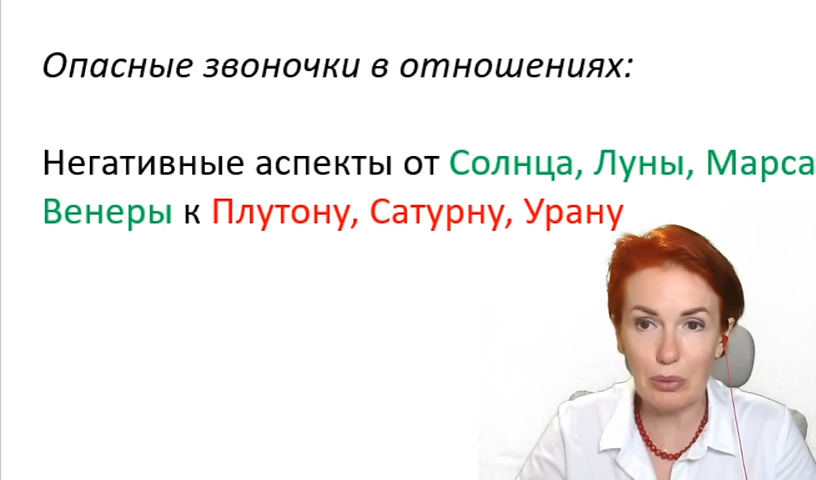 Опасные звоночки в отношениях:
Негативные аспекты от Солнца, Луны, Марса
Венеры к Плутону, Сатурну, Урану